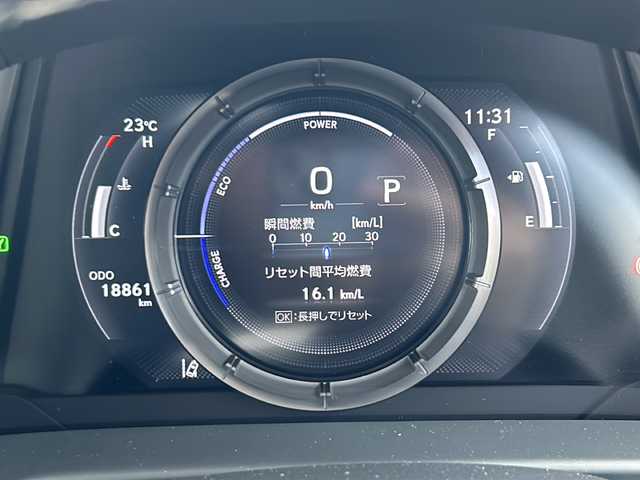 23℃
11:31
H
F
POWER
ECO
0
km/h
P
瞬間燃費 [km/L]
0 10 20 30
C
E
CHARGE
リセット間平均燃費
ODO
18861
km
16.1 km/L
OK:長押しでリセット